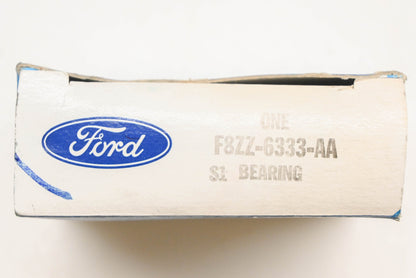 ONE
Ford
F8ZZ-6333-AA
S1 BEARING